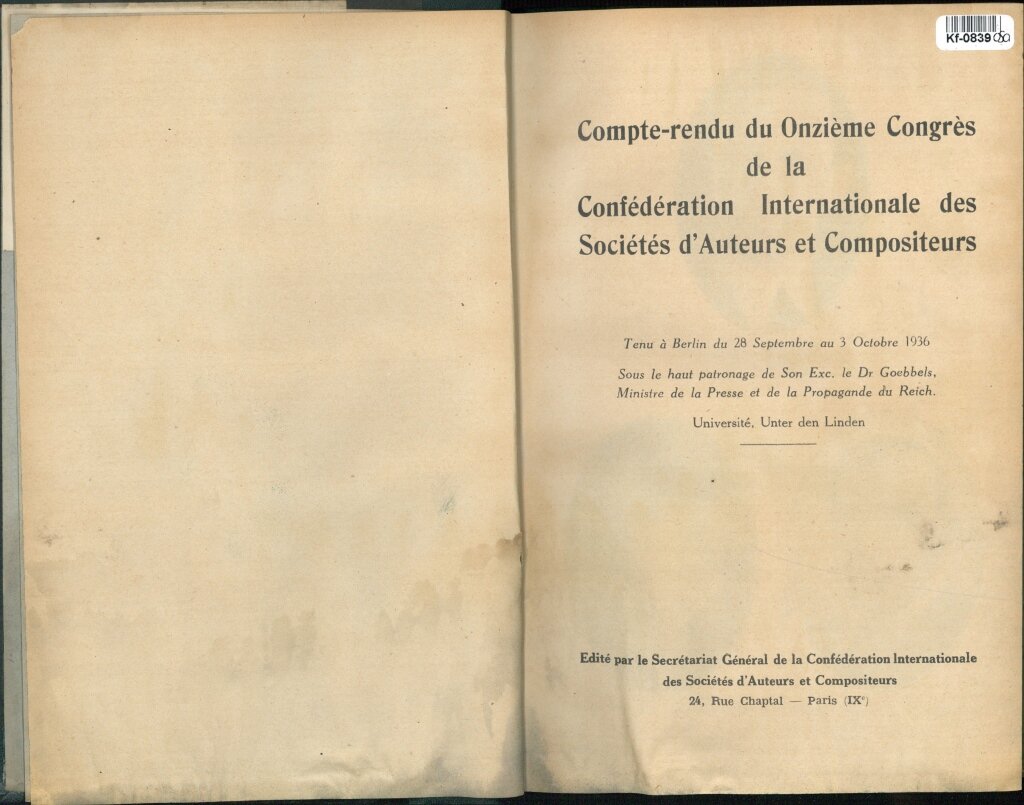 Kf-0839
Compte-rendu du Onzième Congrès
de la
Confédération Internationale des
Sociétés d'Auteurs et Compositeurs
Tenu à Berlin du 28 Septembre au 3 Octobre 1936
Sous le haut patronage de Son Exc. le Dr Goebbels,
Ministre de la Presse et de la Propagande du Reich.
Université, Unter den Linden
Edité par le Secrétariat Général de la Confédération Internationale
des Sociétés d'Auteurs et Compositeurs
24, Rue Chaptal — Paris (IXᵉ)